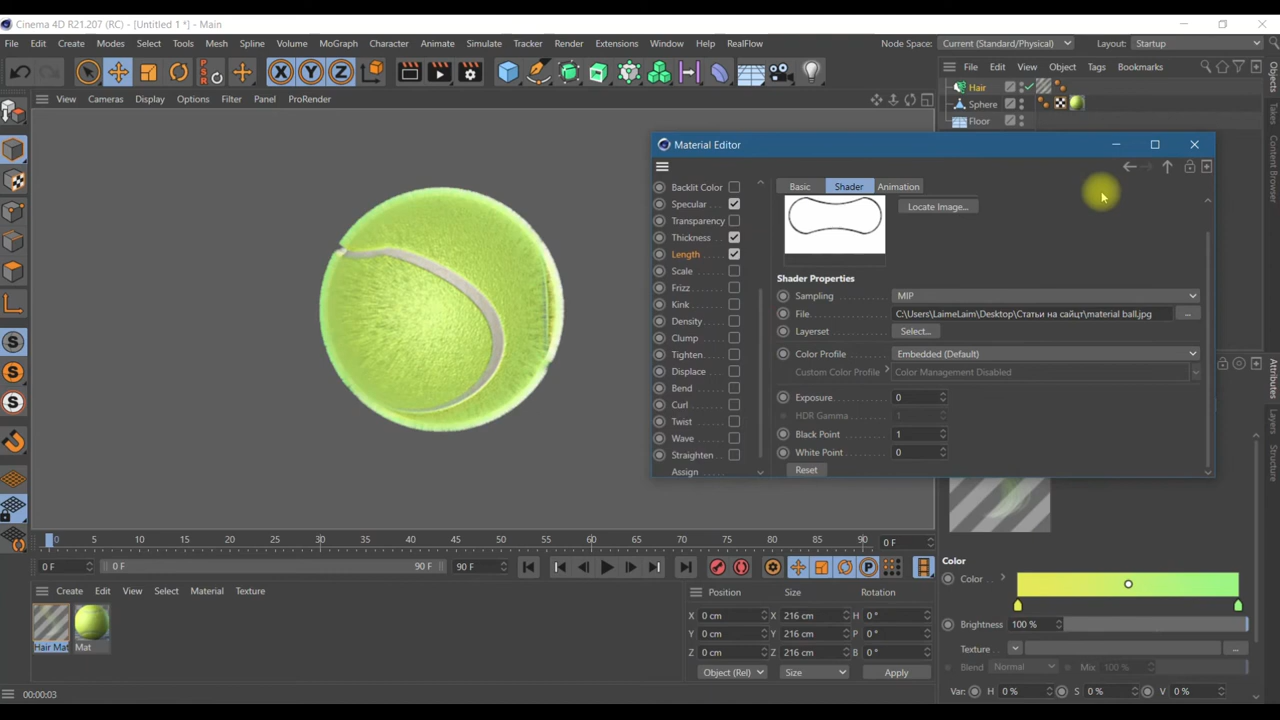 Cinema 4D R21.207 (RC) - [Untitled 1 *] - Main
File Edit Create Modes Select Tools Mesh Spline Volume MoGraph Character Animate Simulate Tracker Render Extensions Window Help RealFlow Node Space: Current (Standard/Physical) Layout: Startup
P S R X Y Z File Edit View Object Tags Bookmarks
View Cameras Display Options Filter Panel ProRender Hair
Sphere
Floor
Objects
Takes
Content Browser
Attributes
Layers
Structure
Material Editor
Basic Shader Animation
Backlit Color
Specular
Transparency
Thickness
Length
Scale
Frizz
Kink
Density
Clump
Tighten
Displace
Bend
Curl
Twist
Wave
Straighten
Assign
Locate Image...
Shader Properties
Sampling MIP
File C:\Users\LaimeLaim\Desktop\Статьи на сайцт\material ball.jpg ...
Layerset Select...
Color Profile Embedded (Default)
Custom Color Profile Color Management Disabled
Exposure 0
HDR Gamma 1
Black Point 1
White Point 0
Reset
S
S
S
0 5 10 15 20 25 30 35 40 45 50 55 60 65 70 75 80 85 90 0 F
0 F 0 F 90 F 90 F P
Create Edit View Select Material Texture
Hair Mat Mat
Position Size Rotation
X 0 cm X 216 cm H 0 °
Y 0 cm Y 216 cm P 0 °
Z 0 cm Z 216 cm B 0 °
Object (Rel) Size Apply
Color
Color
Brightness 100 %
Texture ...
Blend Normal Mix 100 %
Var: H 0 % S 0 % V 0 %
00:00:03